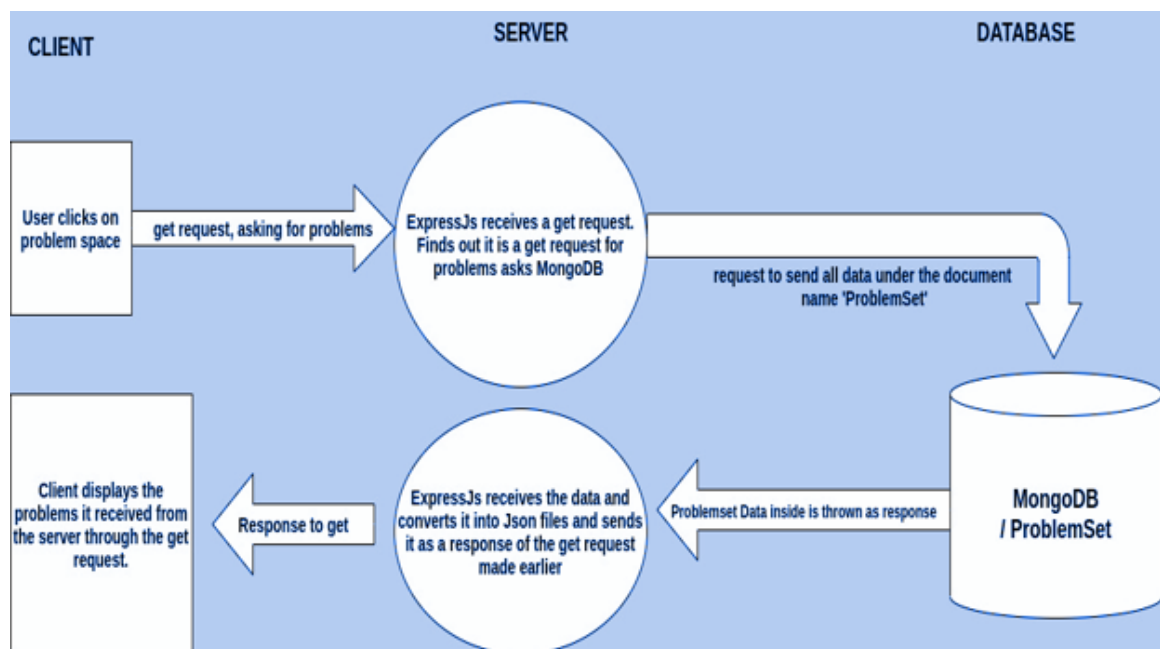 CLIENT
SERVER
DATABASE
User clicks on
problem space
get request, asking for problems
ExpressJs receives a get request.
Finds out it is a get request for
problems asks MongoDB
request to send all data under the document
name 'ProblemSet'
MongoDB
/ ProblemSet
Problemset Data inside is thrown as response
ExpressJs receives the data and
converts it into Json files and sends
it as a response of the get request
made earlier
Response to get
Client displays the
problems it received from
the server through the get
request.